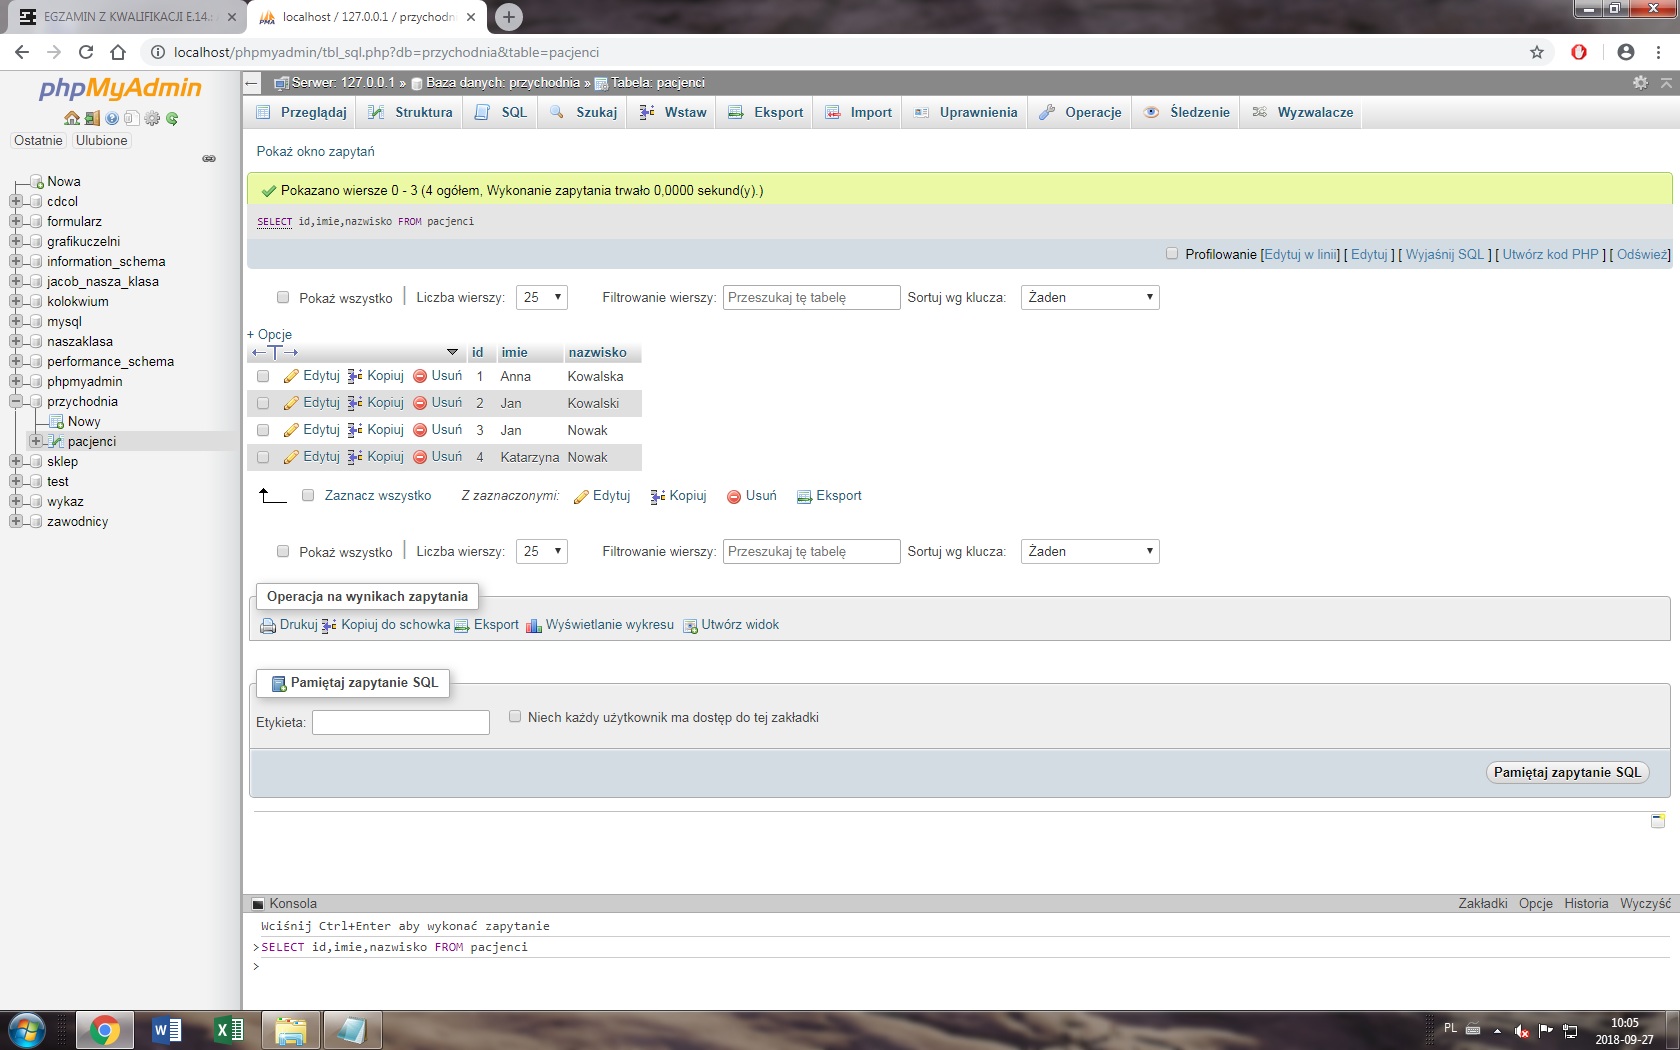 EGZAMIN Z KWALIFIKACJI E.14.
localhost / 127.0.0.1 / przychodni
localhost/phpmyadmin/tbl_sql.php?db=przychodnia&table=pacjenci
phpMyAdmin
Ostatnie Ulubione
Nowa
cdcol
formularz
grafikuczelni
information_schema
jacob_nasza_klasa
kolokwium
mysql
naszaklasa
performance_schema
phpmyadmin
przychodnia
Nowy
pacjenci
sklep
test
wykaz
zawodnicy
Serwer: 127.0.0.1 » Baza danych: przychodnia » Tabela: pacjenci
Przeglądaj Struktura SQL Szukaj Wstaw Eksport Import Uprawnienia Operacje Śledzenie Wyzwalacze
Pokaż okno zapytań
Pokazano wiersze 0 - 3 (4 ogółem, Wykonanie zapytania trwało 0,0000 sekund(y).)
SELECT id,imie,nazwisko FROM pacjenci
Profilowanie [Edytuj w linii] [ Edytuj ] [ Wyjaśnij SQL ] [ Utwórz kod PHP ] [ Odśwież]
Pokaż wszystko | Liczba wierszy: 25 Filtrowanie wierszy: Przeszukaj tę tabelę Sortuj wg klucza: Żaden
+ Opcje
←T→ id imie nazwisko
Edytuj Kopiuj Usuń 1 Anna Kowalska
Edytuj Kopiuj Usuń 2 Jan Kowalski
Edytuj Kopiuj Usuń 3 Jan Nowak
Edytuj Kopiuj Usuń 4 Katarzyna Nowak
Zaznacz wszystko Z zaznaczonymi: Edytuj Kopiuj Usuń Eksport
Pokaż wszystko | Liczba wierszy: 25 Filtrowanie wierszy: Przeszukaj tę tabelę Sortuj wg klucza: Żaden
Operacja na wynikach zapytania
Drukuj Kopiuj do schowka Eksport Wyświetlanie wykresu Utwórz widok
Pamiętaj zapytanie SQL
Etykieta: Niech każdy użytkownik ma dostęp do tej zakładki
Pamiętaj zapytanie SQL
Konsola Zakładki Opcje Historia Wyczyść
Wciśnij Ctrl+Enter aby wykonać zapytanie
>SELECT id,imie,nazwisko FROM pacjenci
>
PL 10:05
2018-09-27